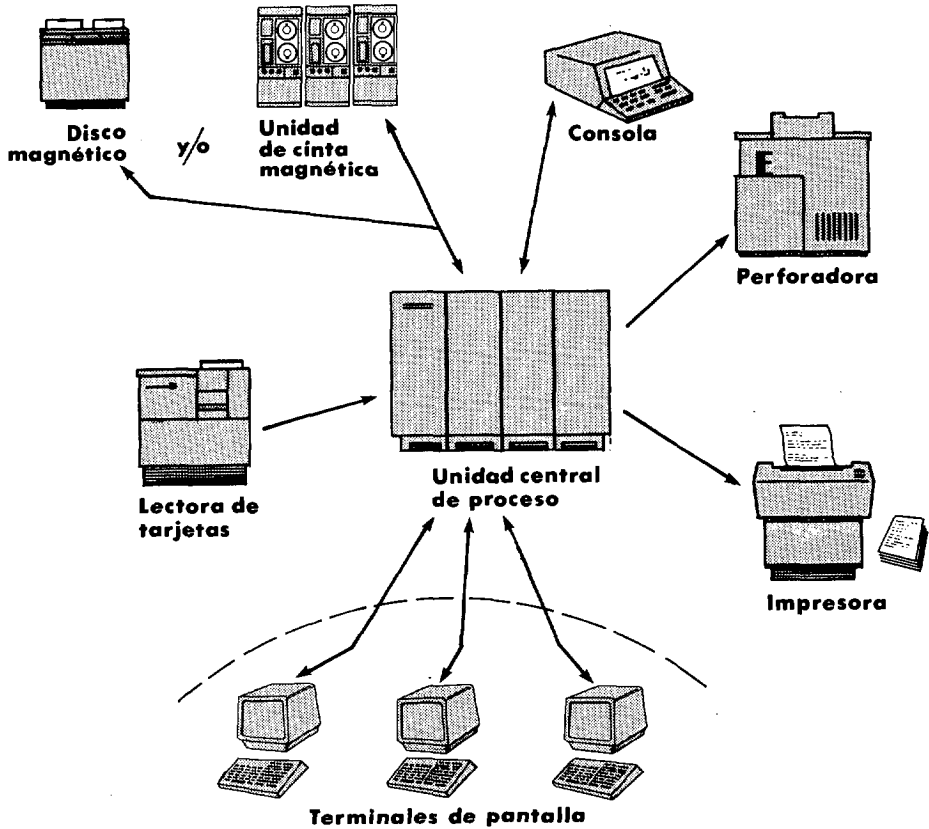 Disco
magnético
y/o
Unidad
de cinta
magnética
Consola
E
Perforadora
Lectora de
tarjetas
Unidad central
de proceso
Impresora
Terminales de pantalla